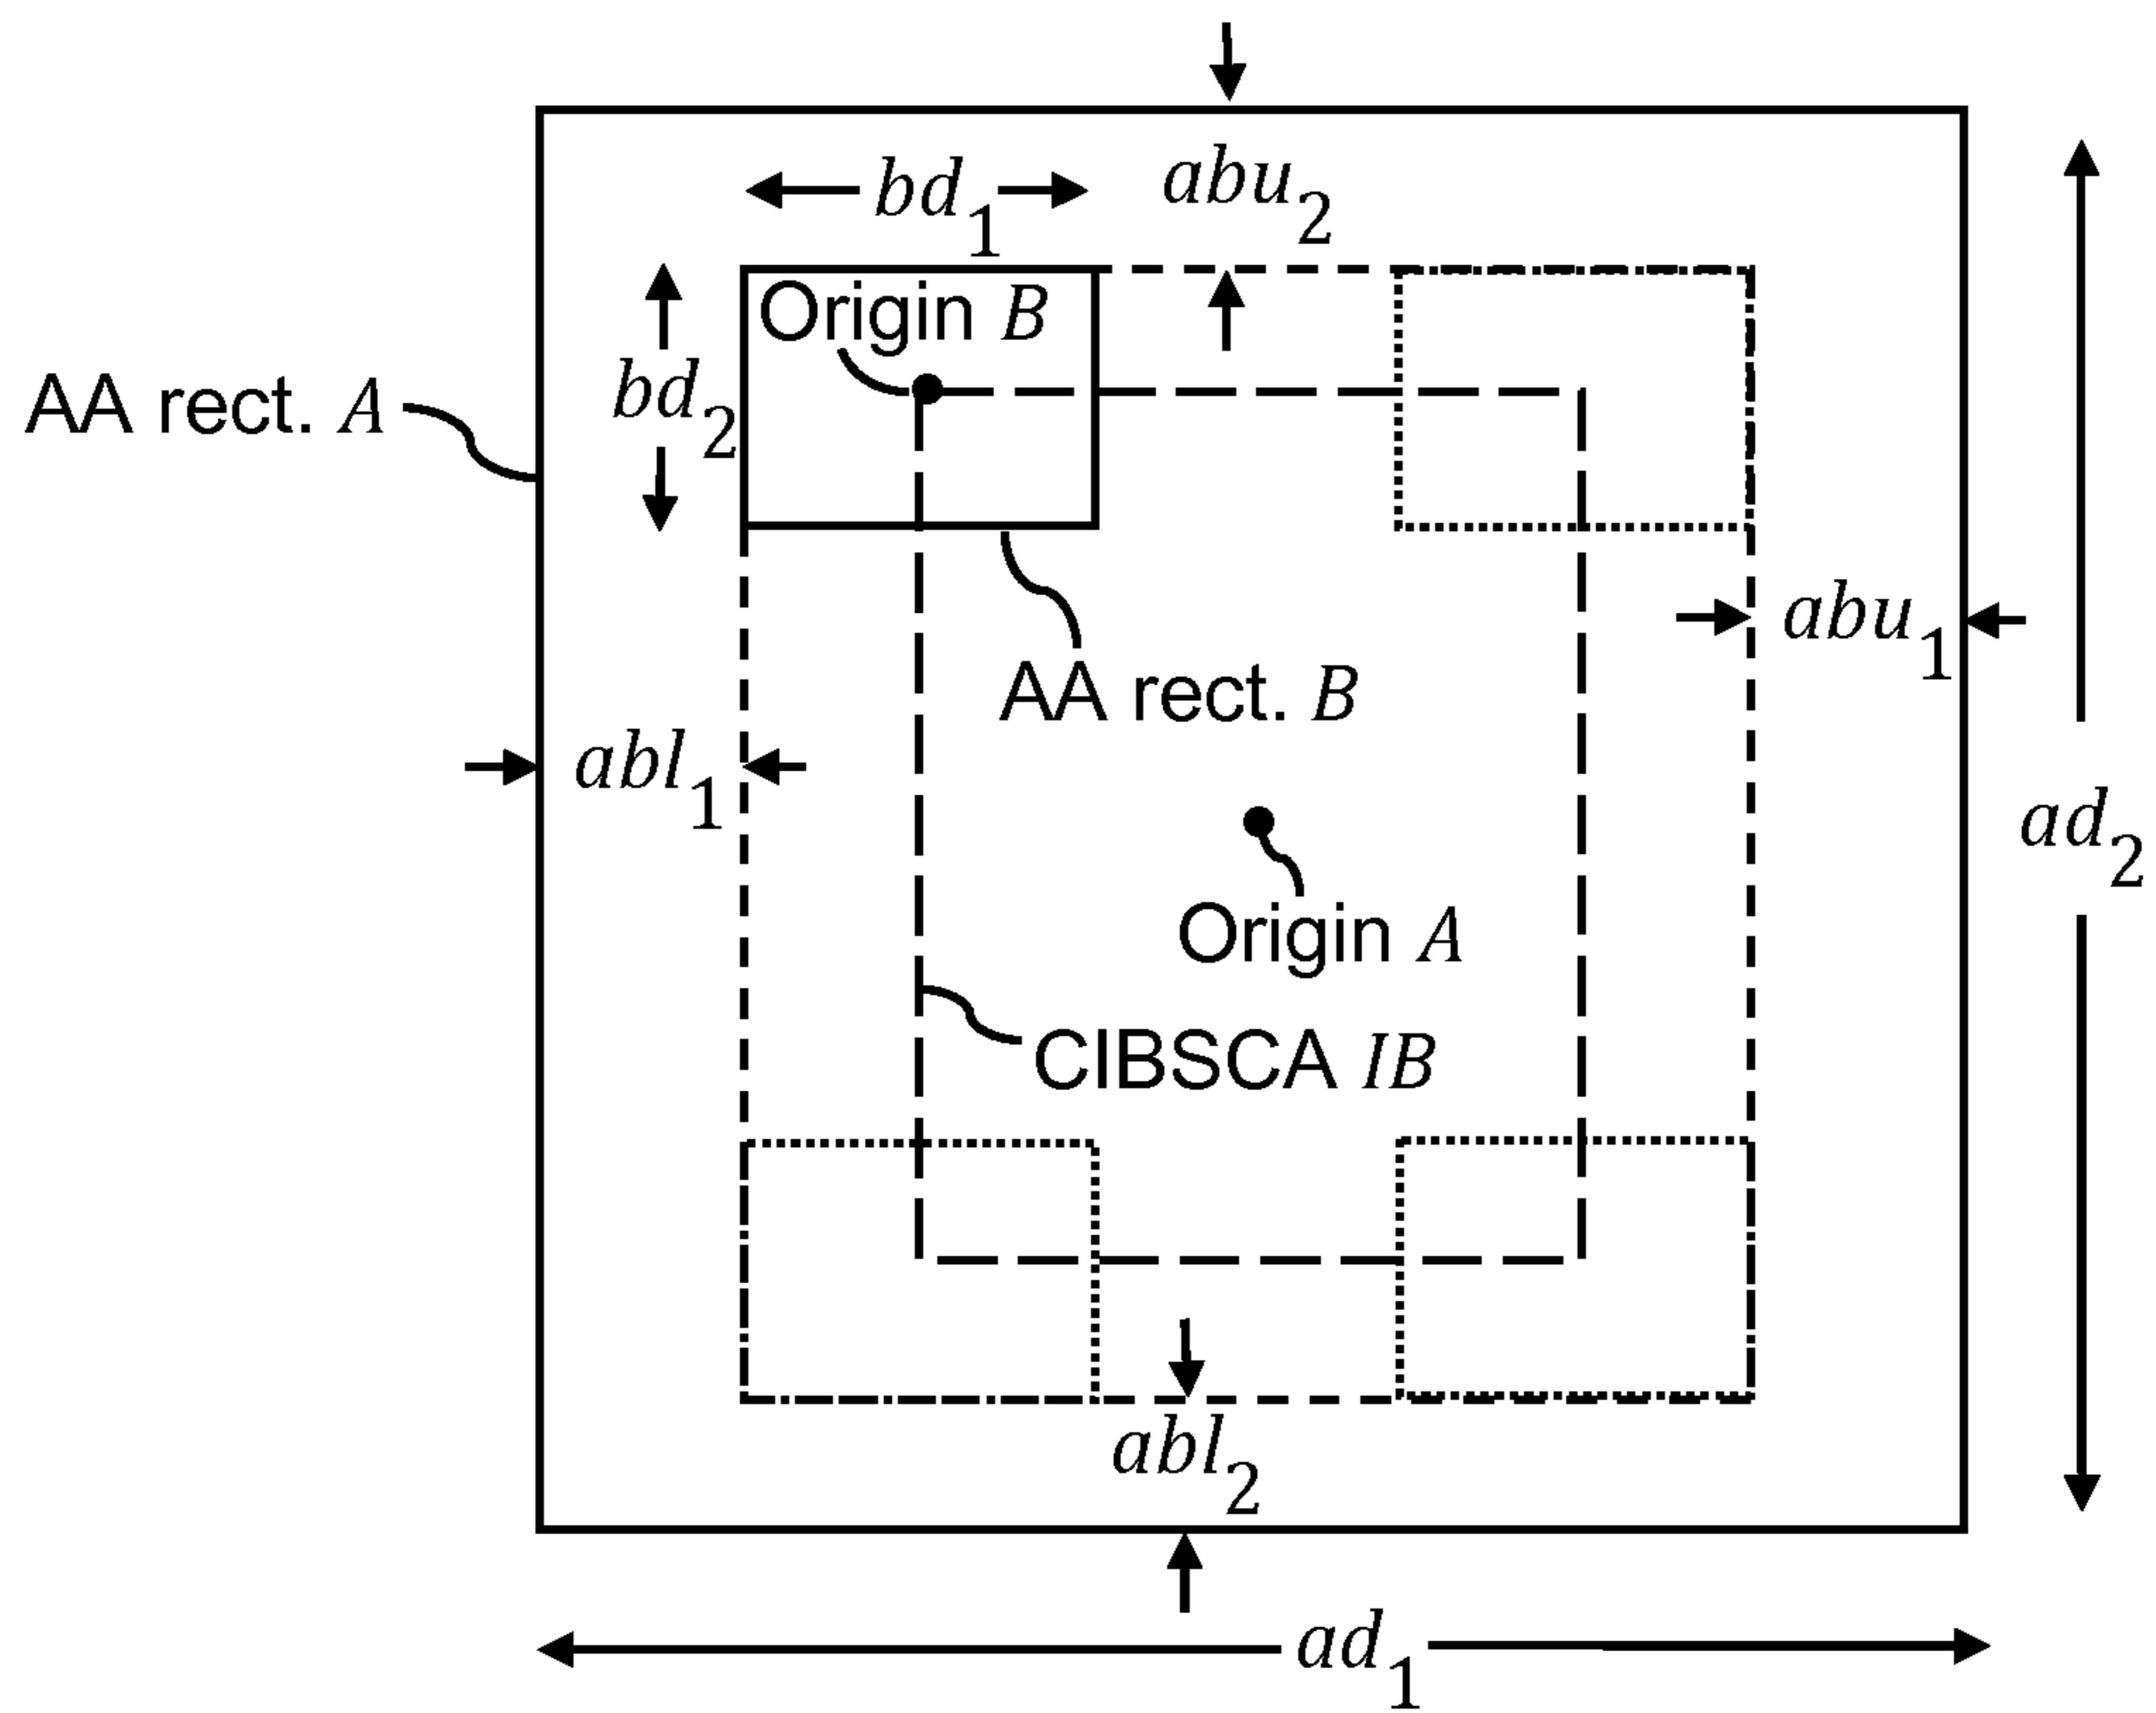 bd1
abu2
Origin B
bd2
AA rect. A
abu1
AA rect. B
abl1
ad2
Origin A
CIBSCA IB
abl2
ad1